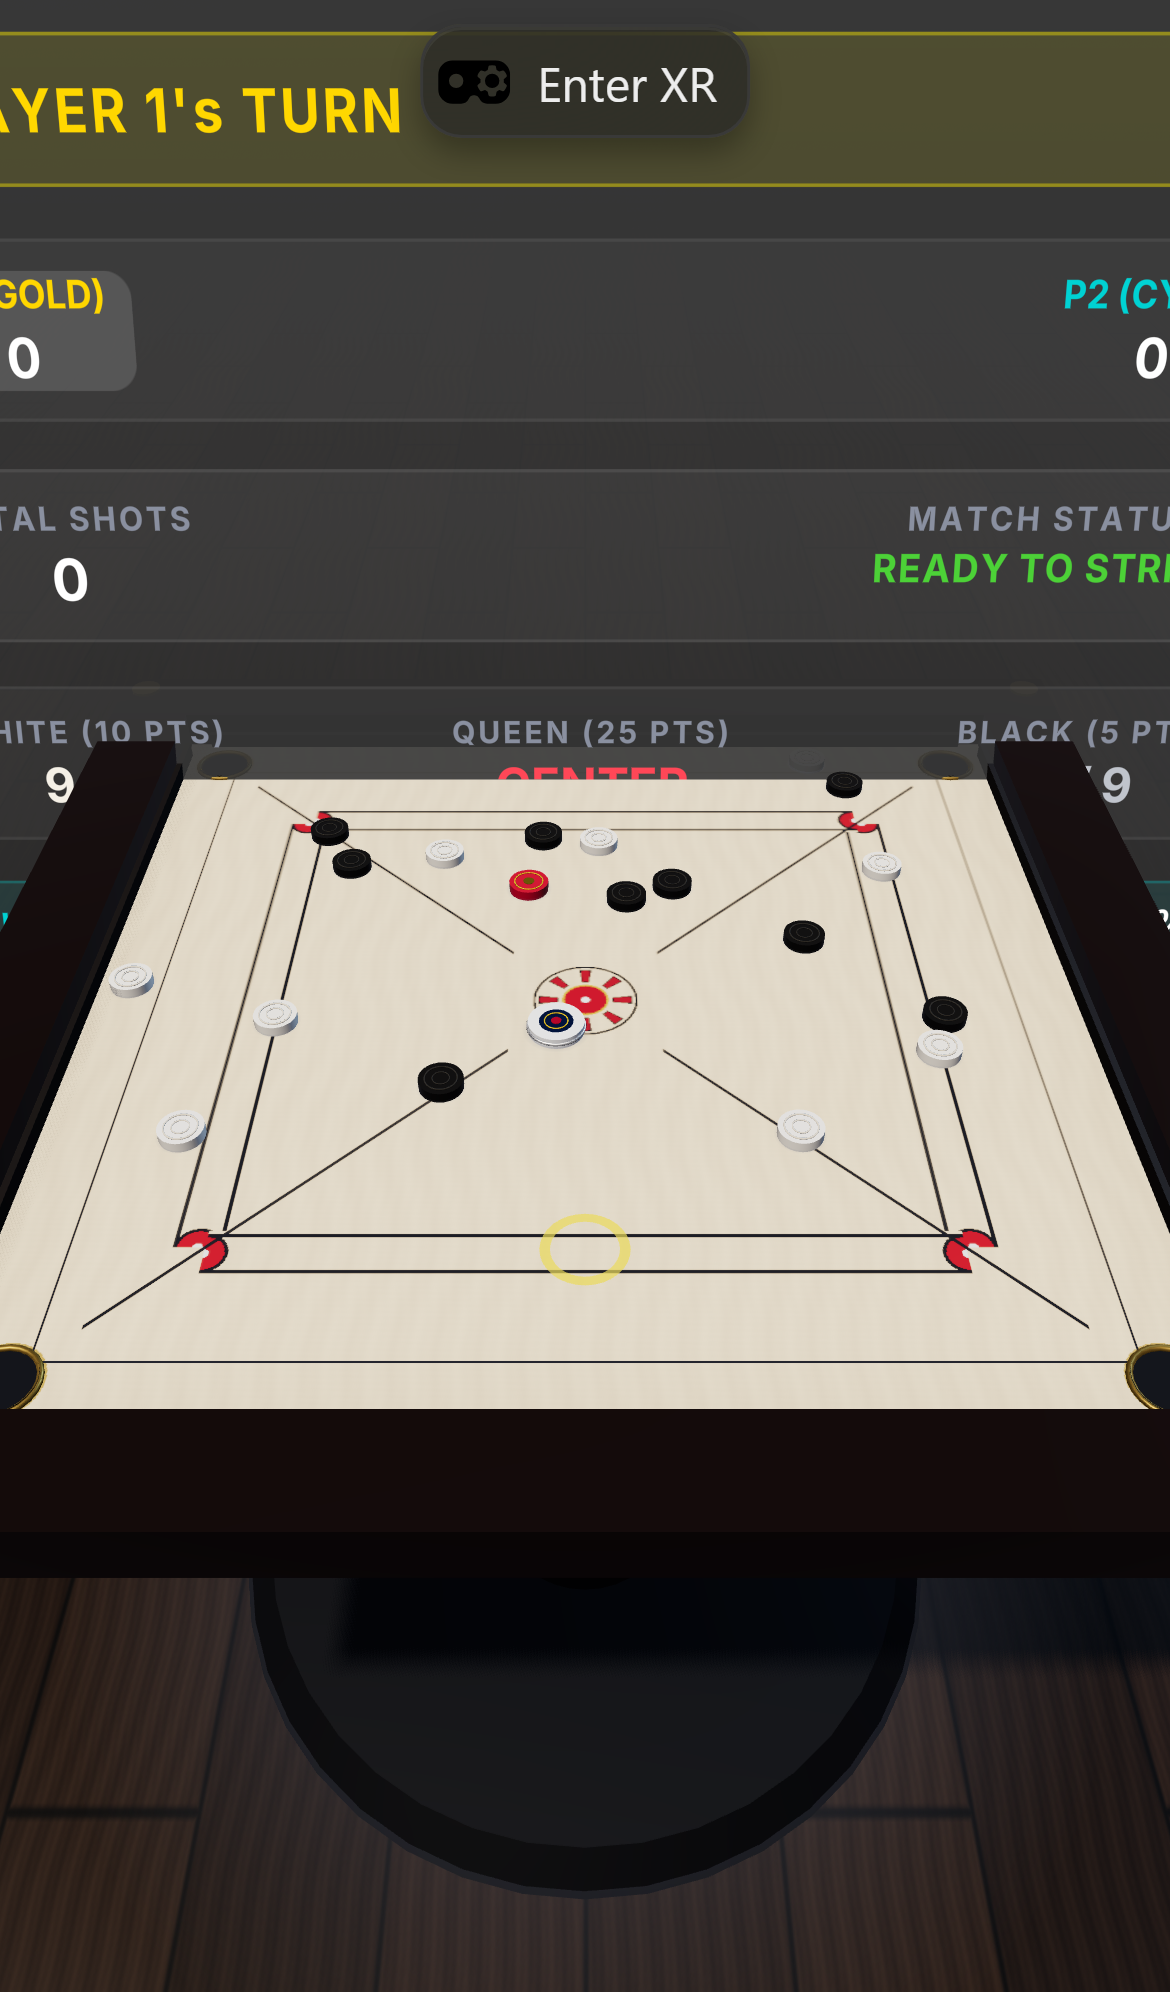 AYER 1's TURN
Enter XR
GOLD)
0
P2 (CY
0
TAL SHOTS
0
MATCH STATU
READY TO STRI
HITE (10 PTS)
9
QUEEN (25 PTS)
CENTER
BLACK (5 PT
9